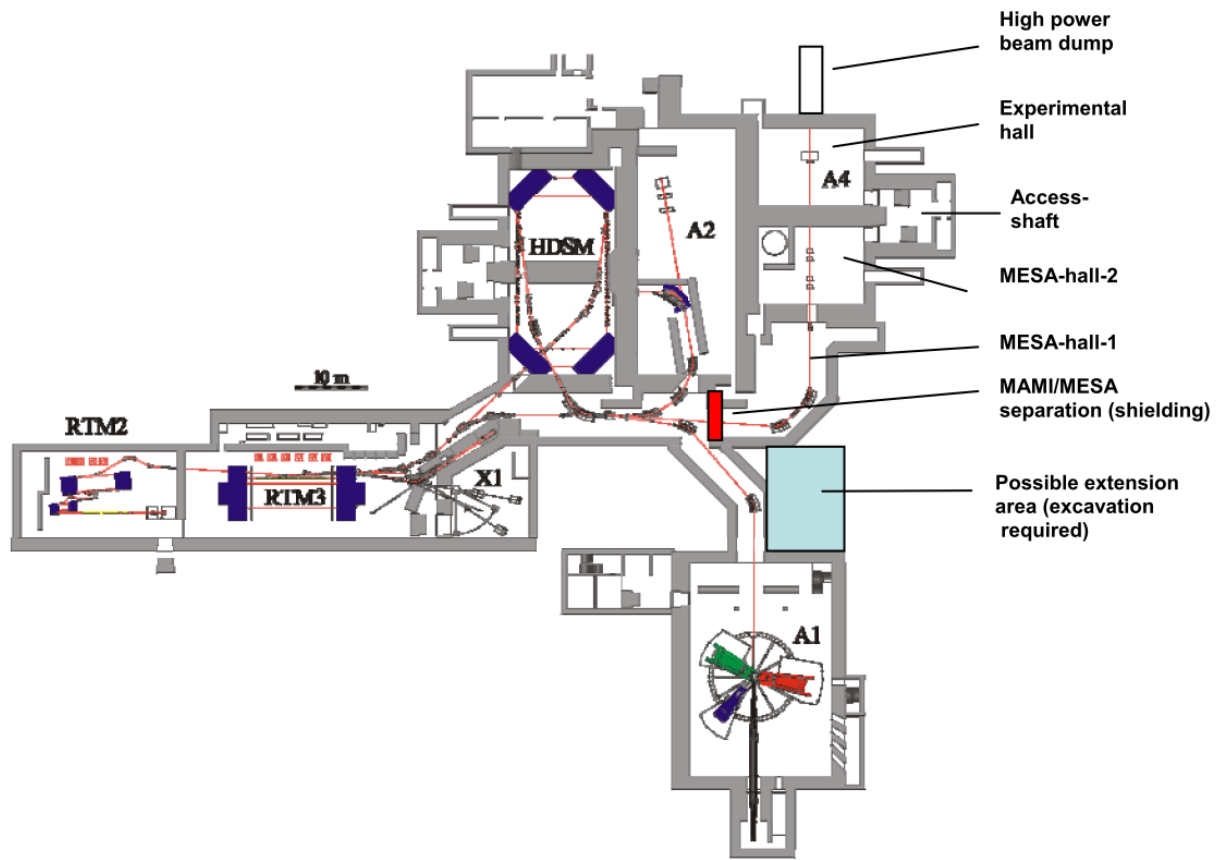 High power
beam dump
Experimental
hall
A4
Access-
shaft
A2
HDSM
MESA-hall-2
MESA-hall-1
10 m
MAMI/MESA
separation (shielding)
RTM2
X1
RTM3
Possible extension
area (excavation
required)
A1